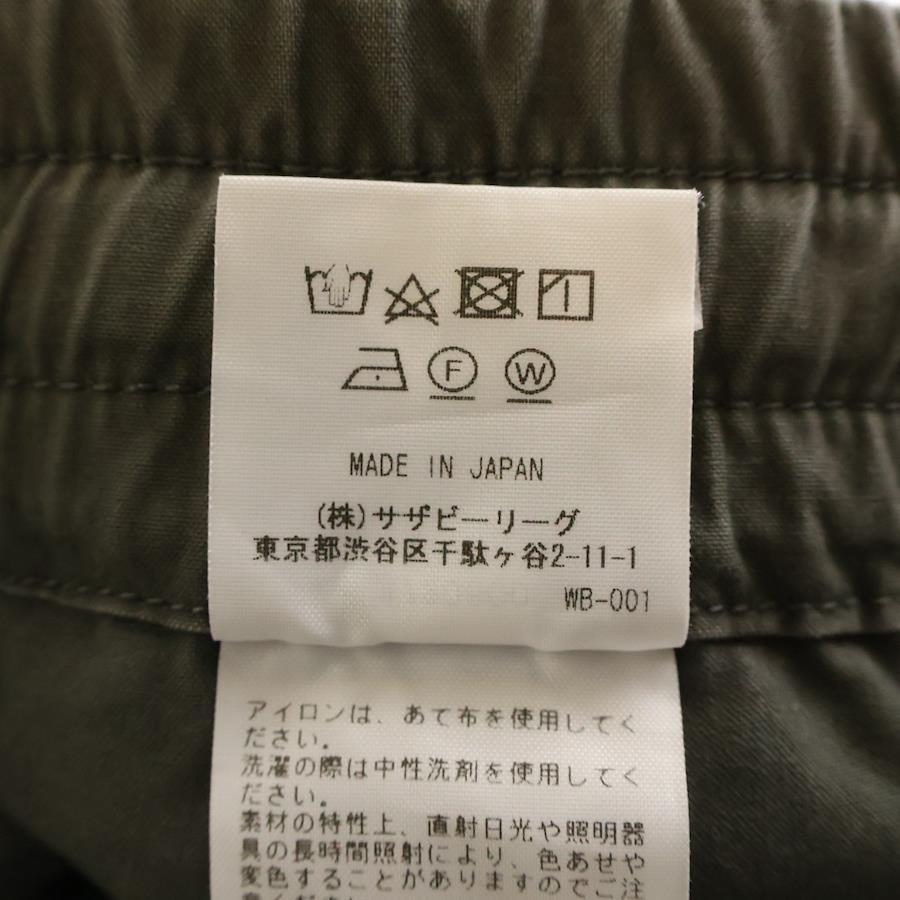 F W
MADE IN JAPAN
(株)サザビーリーグ
東京都渋谷区千駄ヶ谷2-11-1
WB-001
アイロンは、あて布を使用してく
ださい。
洗濯の際は中性洗剤を使用してく
ださい。
素材の特性上、直射日光や照明器
具の長時間照射により、色あせや
変色することがありますのでご注